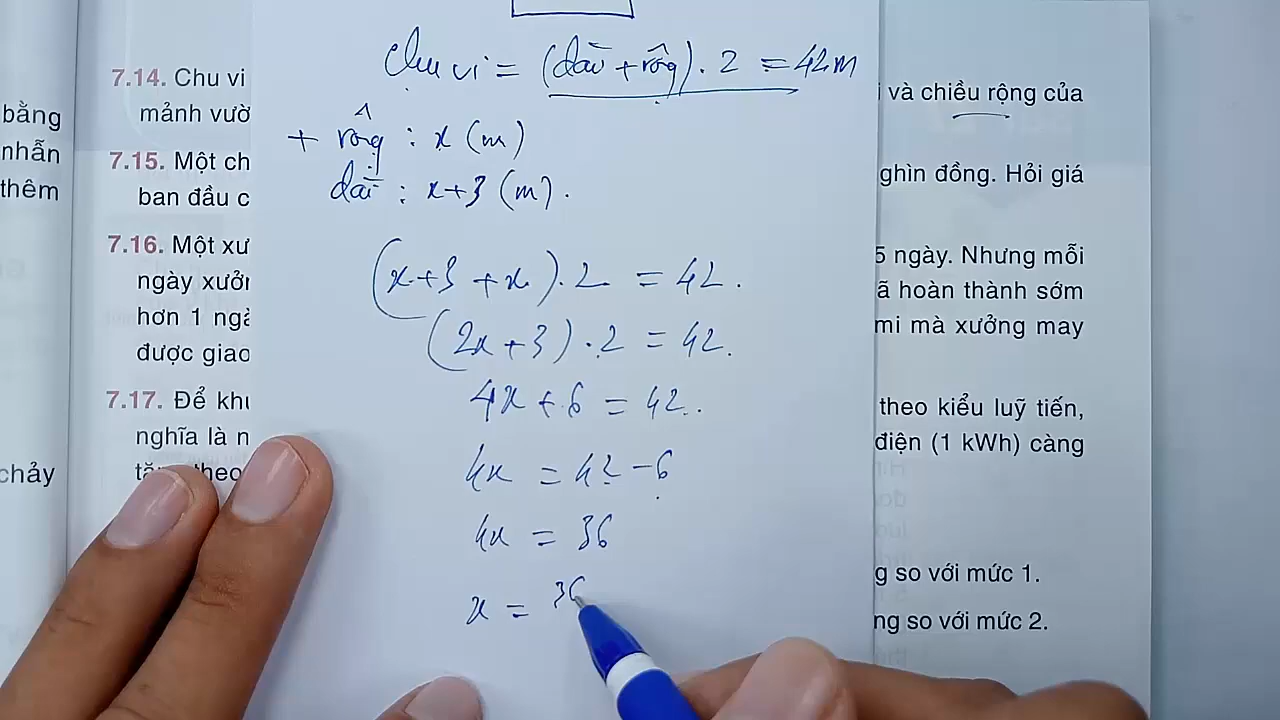 Chu vi = (dài + rộng) . 2 = 42m
+ rộng : x (m)
dài : x+3 (m).
(x+3 + x) . 2 = 42.
(2x+3) . 2 = 42.
4x + 6 = 42.
4x = 42 - 6
4x = 36
x = 36
bằng
nhẫn
thêm
chảy
7.14. Chu vi
mảnh vườ
7.15. Một ch
ban đầu c
7.16. Một xư
ngày xưởn
hơn 1 ngà
được giao
7.17. Để khu
nghĩa là n
theo
i và chiều rộng của
ghìn đồng. Hỏi giá
5 ngày. Nhưng mỗi
ã hoàn thành sớm
mi mà xưởng may
theo kiểu luỹ tiến,
điện (1 kWh) càng
g so với mức 1.
ng so với mức 2.